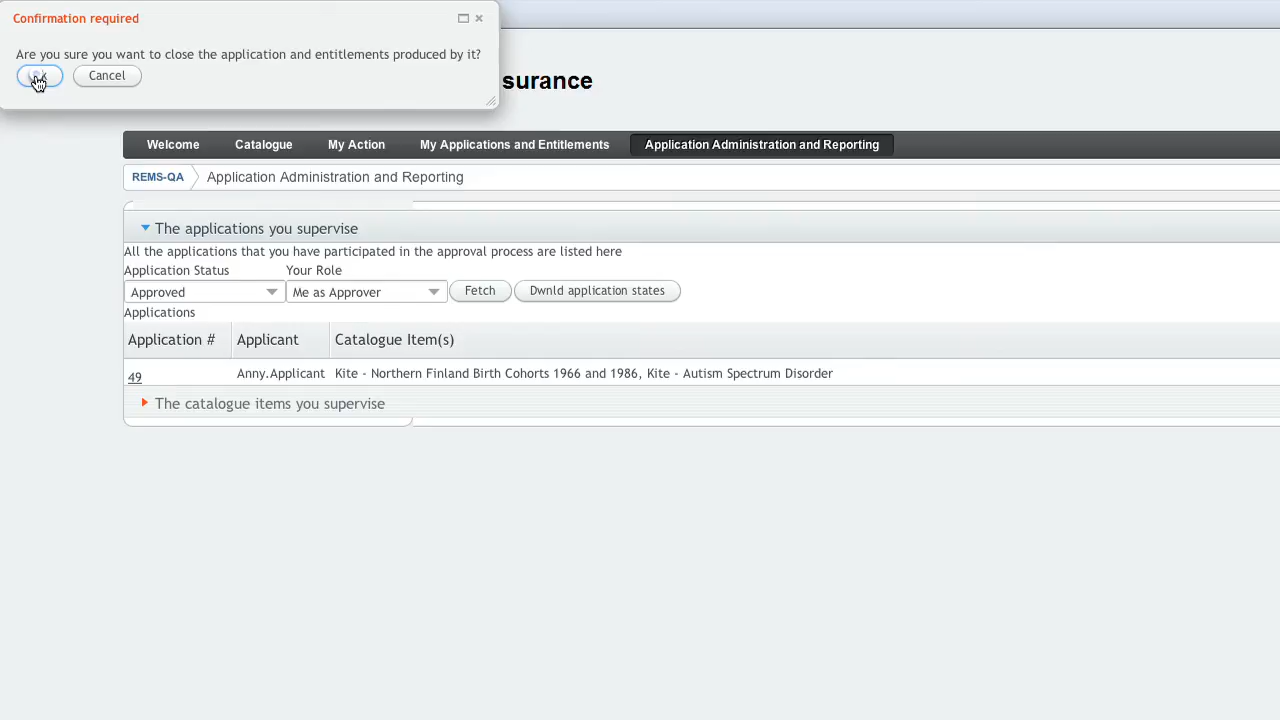 Confirmation required
Are you sure you want to close the application and entitlements produced by it?
Cancel
surance
Welcome Catalogue My Action My Applications and Entitlements Application Administration and Reporting
REMS-QA Application Administration and Reporting
The applications you supervise
All the applications that you have participated in the approval process are listed here
Application Status Your Role
Approved Me as Approver Fetch Dwnld application states
Applications
Application # Applicant Catalogue Item(s)
49 Anny.Applicant Kite - Northern Finland Birth Cohorts 1966 and 1986, Kite - Autism Spectrum Disorder
The catalogue items you supervise